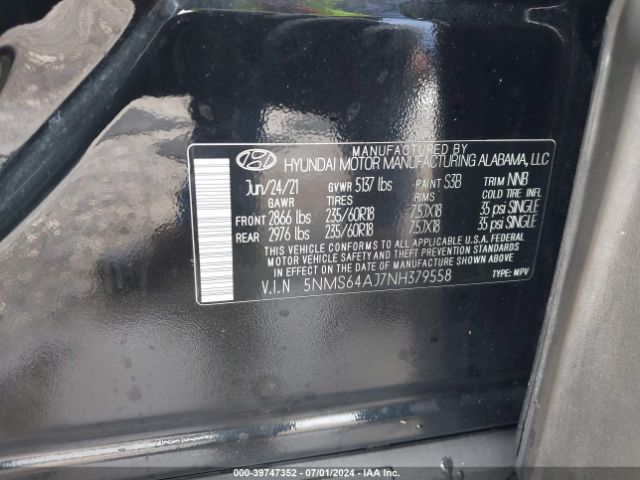 MANUFACTURED BY
HYUNDAI MOTOR MANUFACTURING ALABAMA, LLC
Jun/24/21 GVWR 5137 lbs PAINT S3B TRIM NNB
GAWR TIRES RIMS COLD TIRE INFL
FRONT 2866 lbs 235/60R18 7.5JX18 35 psi SINGLE
REAR 2976 lbs 235/60R18 7.5JX18 35 psi SINGLE
THIS VEHICLE CONFORMS TO ALL APPLICABLE U.S.A. FEDERAL
MOTOR VEHICLE SAFETY AND THEFT PREVENTION STANDARDS
IN EFFECT ON THE DATE OF MANUFACTURE SHOWN ABOVE.
V.I.N 5NMS64AJ7NH379558 TYPE: MPV
000-39747352 - 07/01/2024 - IAA Inc.